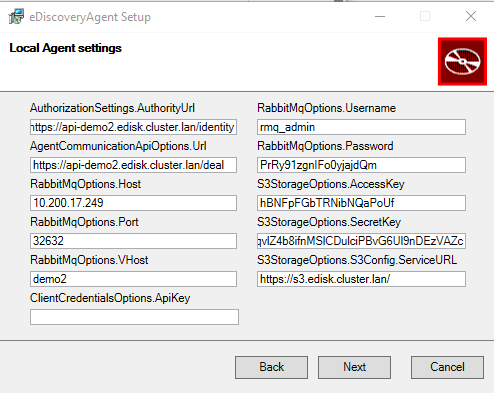 eDiscoveryAgent Setup
Local Agent settings
AuthorizationSettings.AuthorityUrl
ıttps://api-demo2.edisk.cluster.lan/identity
AgentCommunicationApiOptions.Url
https://api-demo2.edisk.cluster.lan/deal
RabbitMqOptions.Host
10.200.17.249
RabbitMqOptions.Port
32632
RabbitMqOptions.VHost
demo2
ClientCredentialsOptions.ApiKey
RabbitMqOptions.Username
rmq_admin
RabbitMqOptions.Password
PrRy91zgnIFo0yjajdQm
S3StorageOptions.AccessKey
hBNFpFGbTRNibNQaPoUf
S3StorageOptions.SecretKey
qvIZ4b8ifnMSICDulciPBvG6UI9nDEzVAZc
S3StorageOptions.S3Config.ServiceURL
https://s3.edisk.cluster.lan/
Back
Next
Cancel